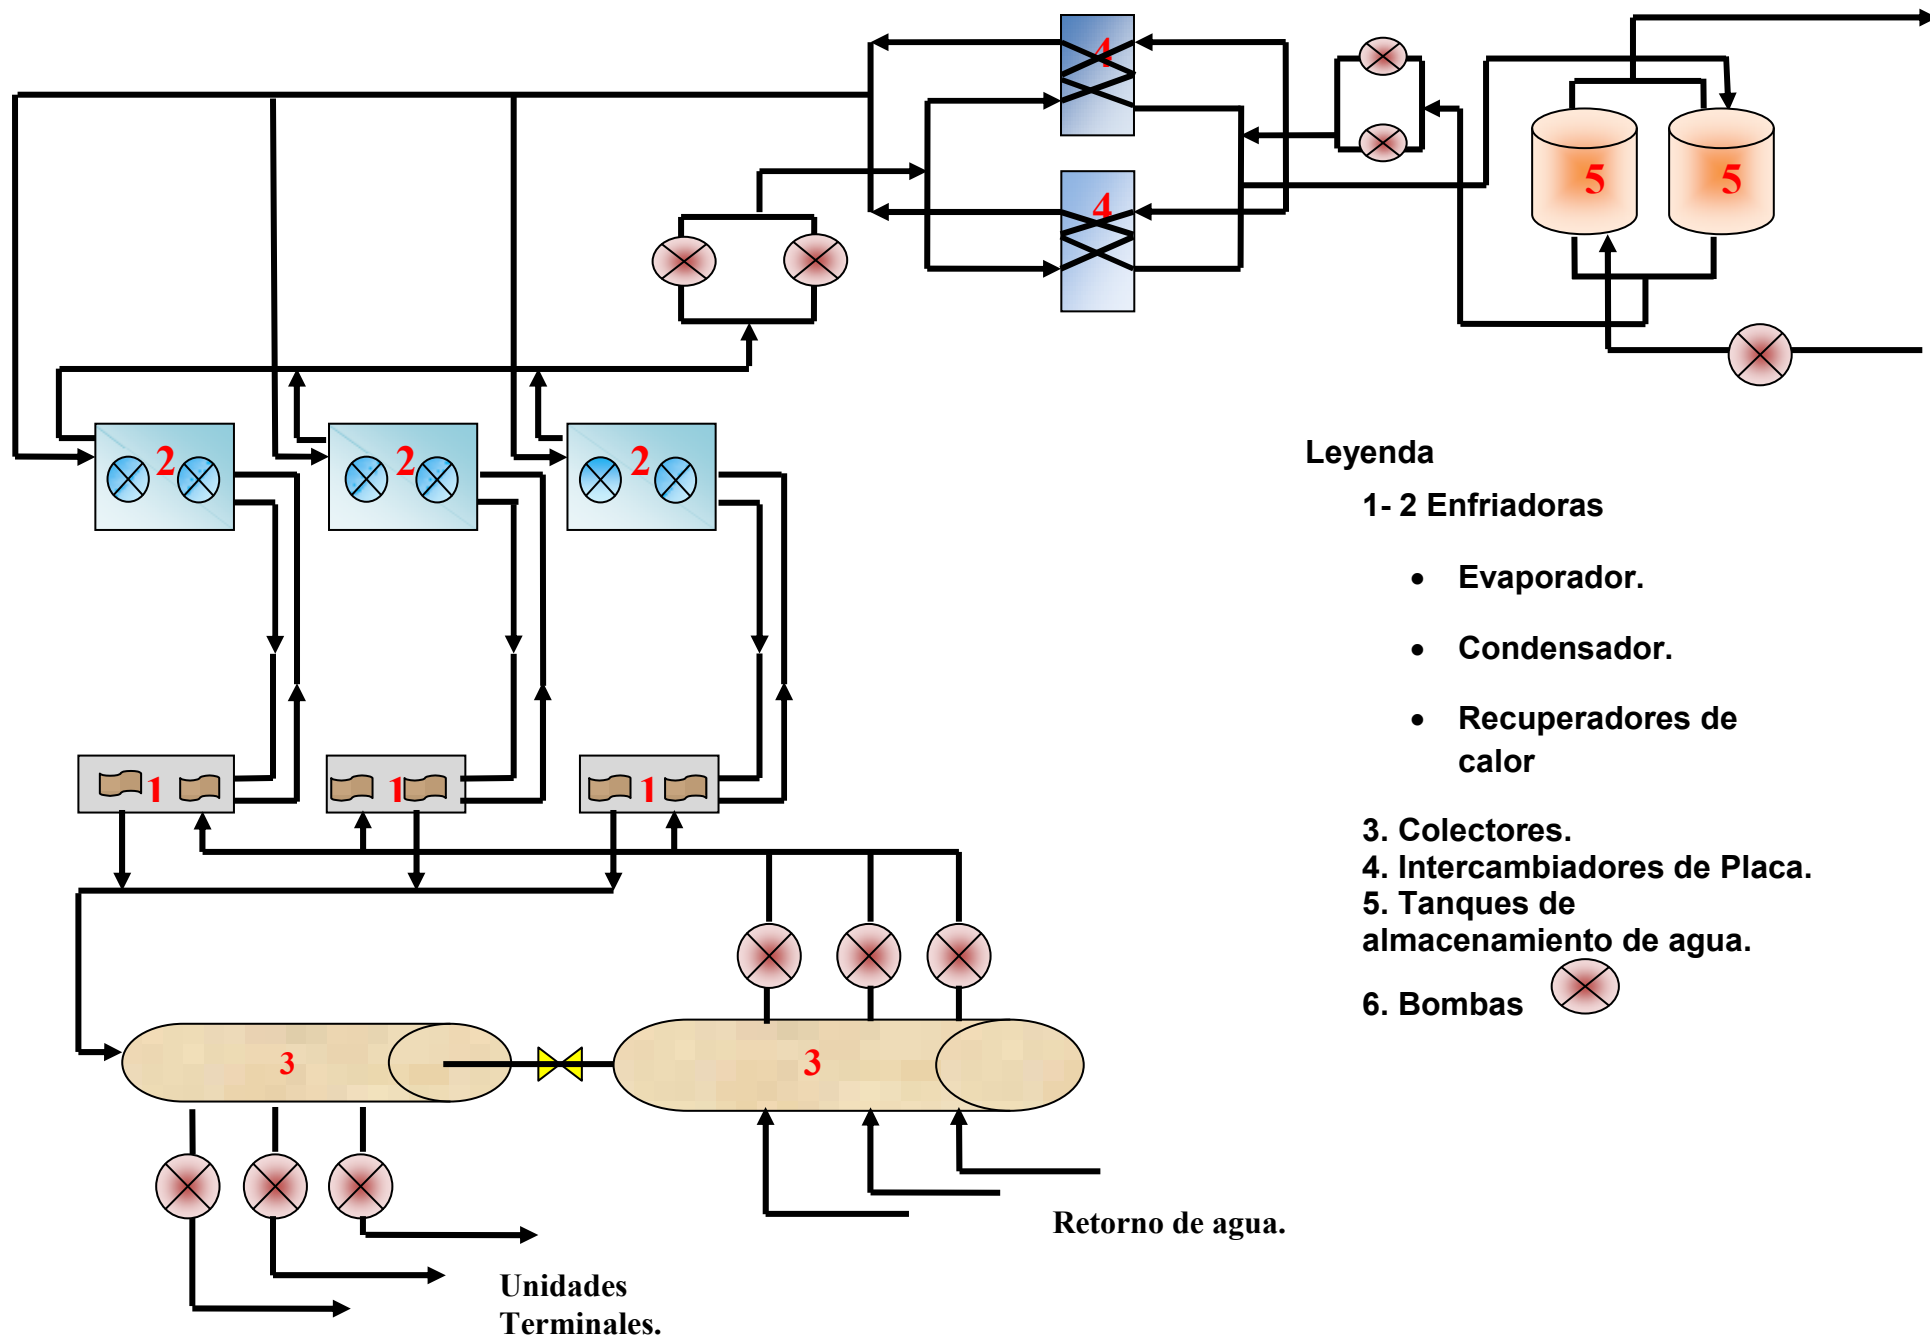 4
4
5 5
2 2 2
Leyenda
1- 2 Enfriadoras
• Evaporador.
• Condensador.
• Recuperadores de
calor
1 1 1
3. Colectores.
4. Intercambiadores de Placa.
5. Tanques de
almacenamiento de agua.
6. Bombas
3 3
Retorno de agua.
Unidades
Terminales.